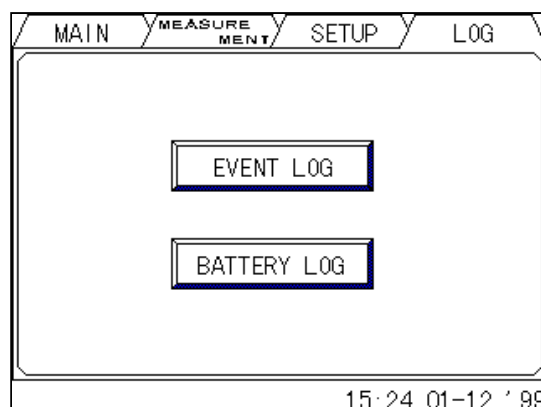 MAIN
MEASURE
MENT
SETUP
LOG
EVENT LOG
BATTERY LOG
15:24 01-12 '99